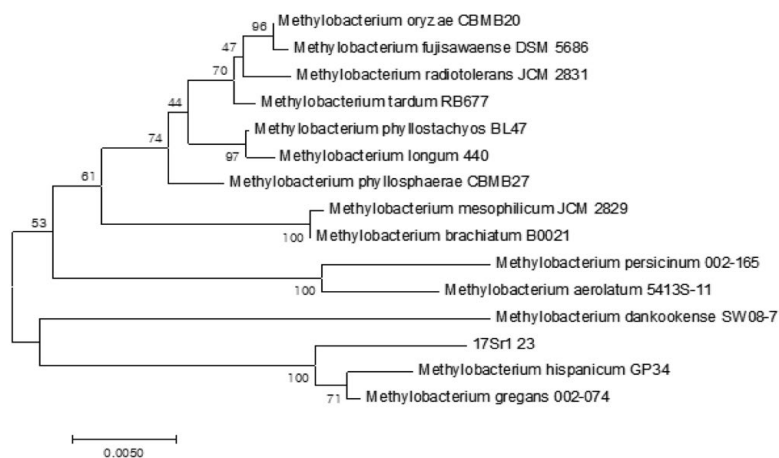 96
Methylobacterium oryzae CBMB20
47
Methylobacterium fujisawaense DSM 5686
70
Methylobacterium radiotolerans JCM 2831
44
Methylobacterium tardum RB677
74
Methylobacterium phyllostachyos BL47
97
Methylobacterium longum 440
61
Methylobacterium phyllosphaerae CBMB27
53
Methylobacterium mesophilicum JCM 2829
100
Methylobacterium brachiatum B0021
Methylobacterium persicinum 002-165
100
Methylobacterium aerolatum 5413S-11
Methylobacterium dankookense SW08-7
17Sr1 23
100
Methylobacterium hispanicum GP34
71
Methylobacterium gregans 002-074
0.0050